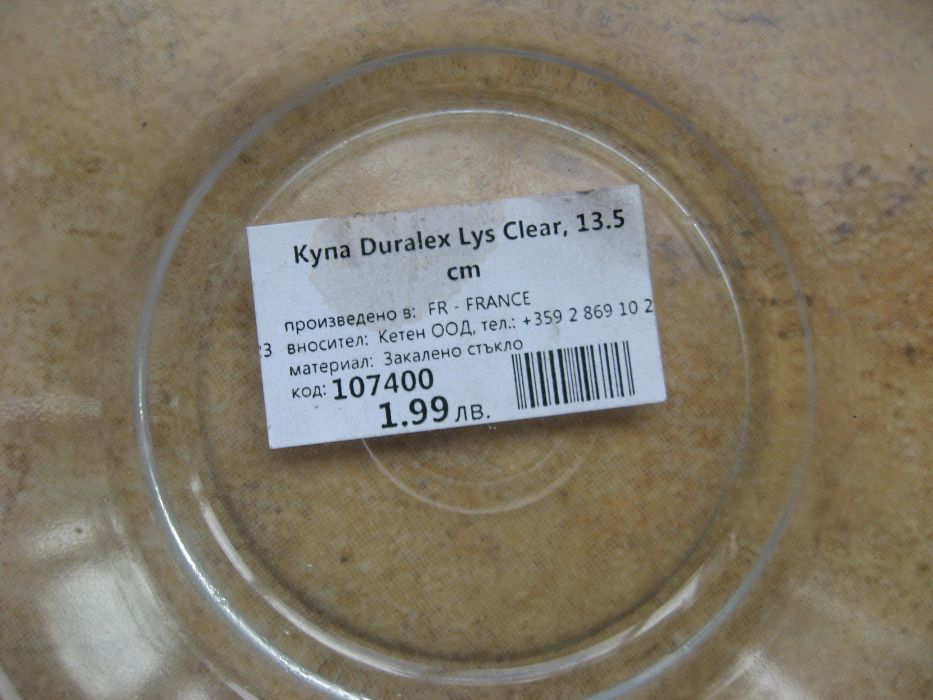 Купа Duralex Lys Clear, 13.5
cm
произведено в: FR - FRANCE
вносител: Кетен ООД, тел.: +359 2 869 10 2
23
материал: Закалено стъкло
код: 107400
1.99 лв.